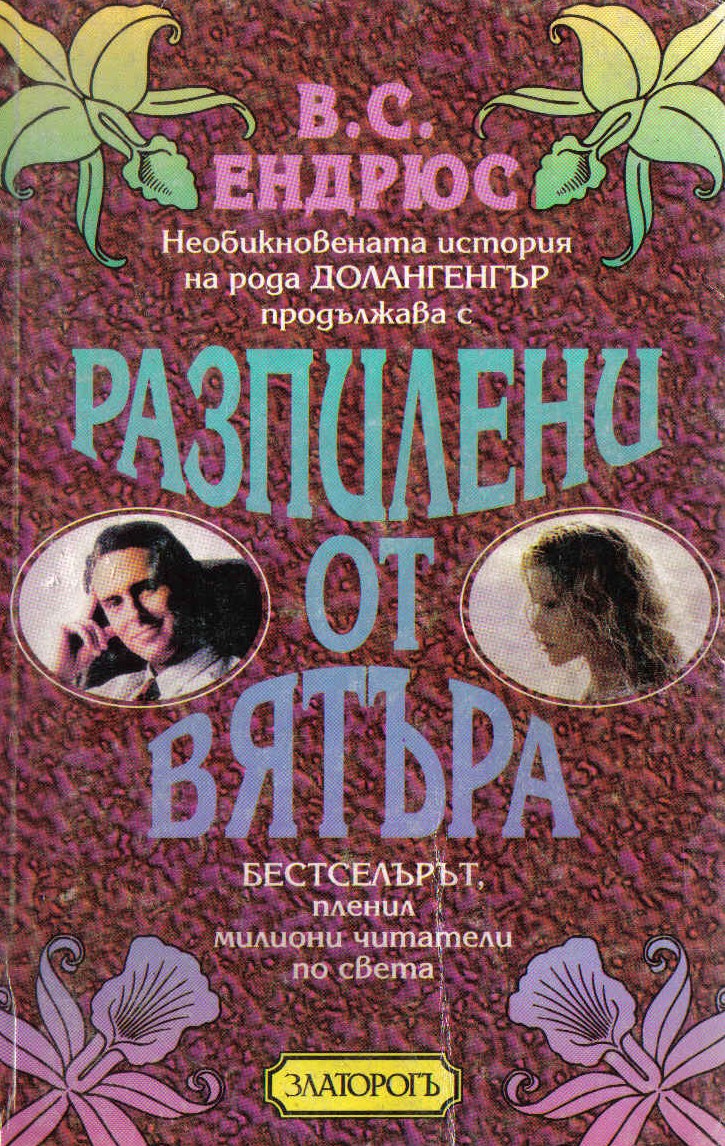 В.С.
ЕНДРЮС
Необикновената история
на рода ДОЛАНГЕНГЪР
продължава с
РАЗПИЛЕНИ
ОТ
ВЯТЪРА
БЕСТСЕЛЪРЪТ,
пленил
милиони читатели
по света
ЗЛАТОРОГЪ